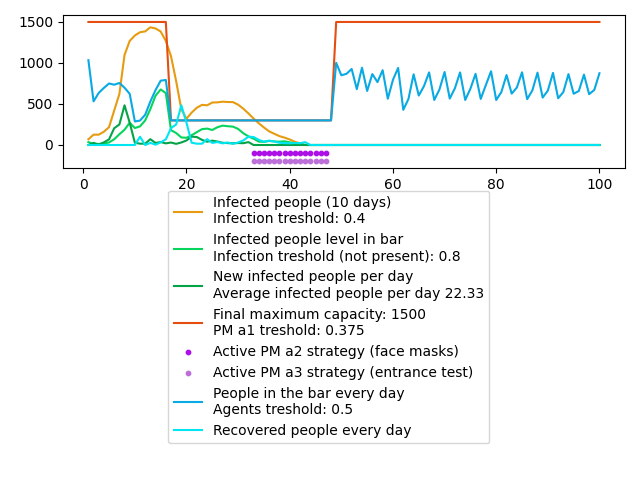 1500
1000
500
0
0
20
40
60
80
100
Infected people (10 days)
Infection treshold: 0.4
Infected people level in bar
Infection treshold (not present): 0.8
New infected people per day
Average infected people per day 22.33
Final maximum capacity: 1500
PM a1 treshold: 0.375
Active PM a2 strategy (face masks)
Active PM a3 strategy (entrance test)
People in the bar every day
Agents treshold: 0.5
Recovered people every day